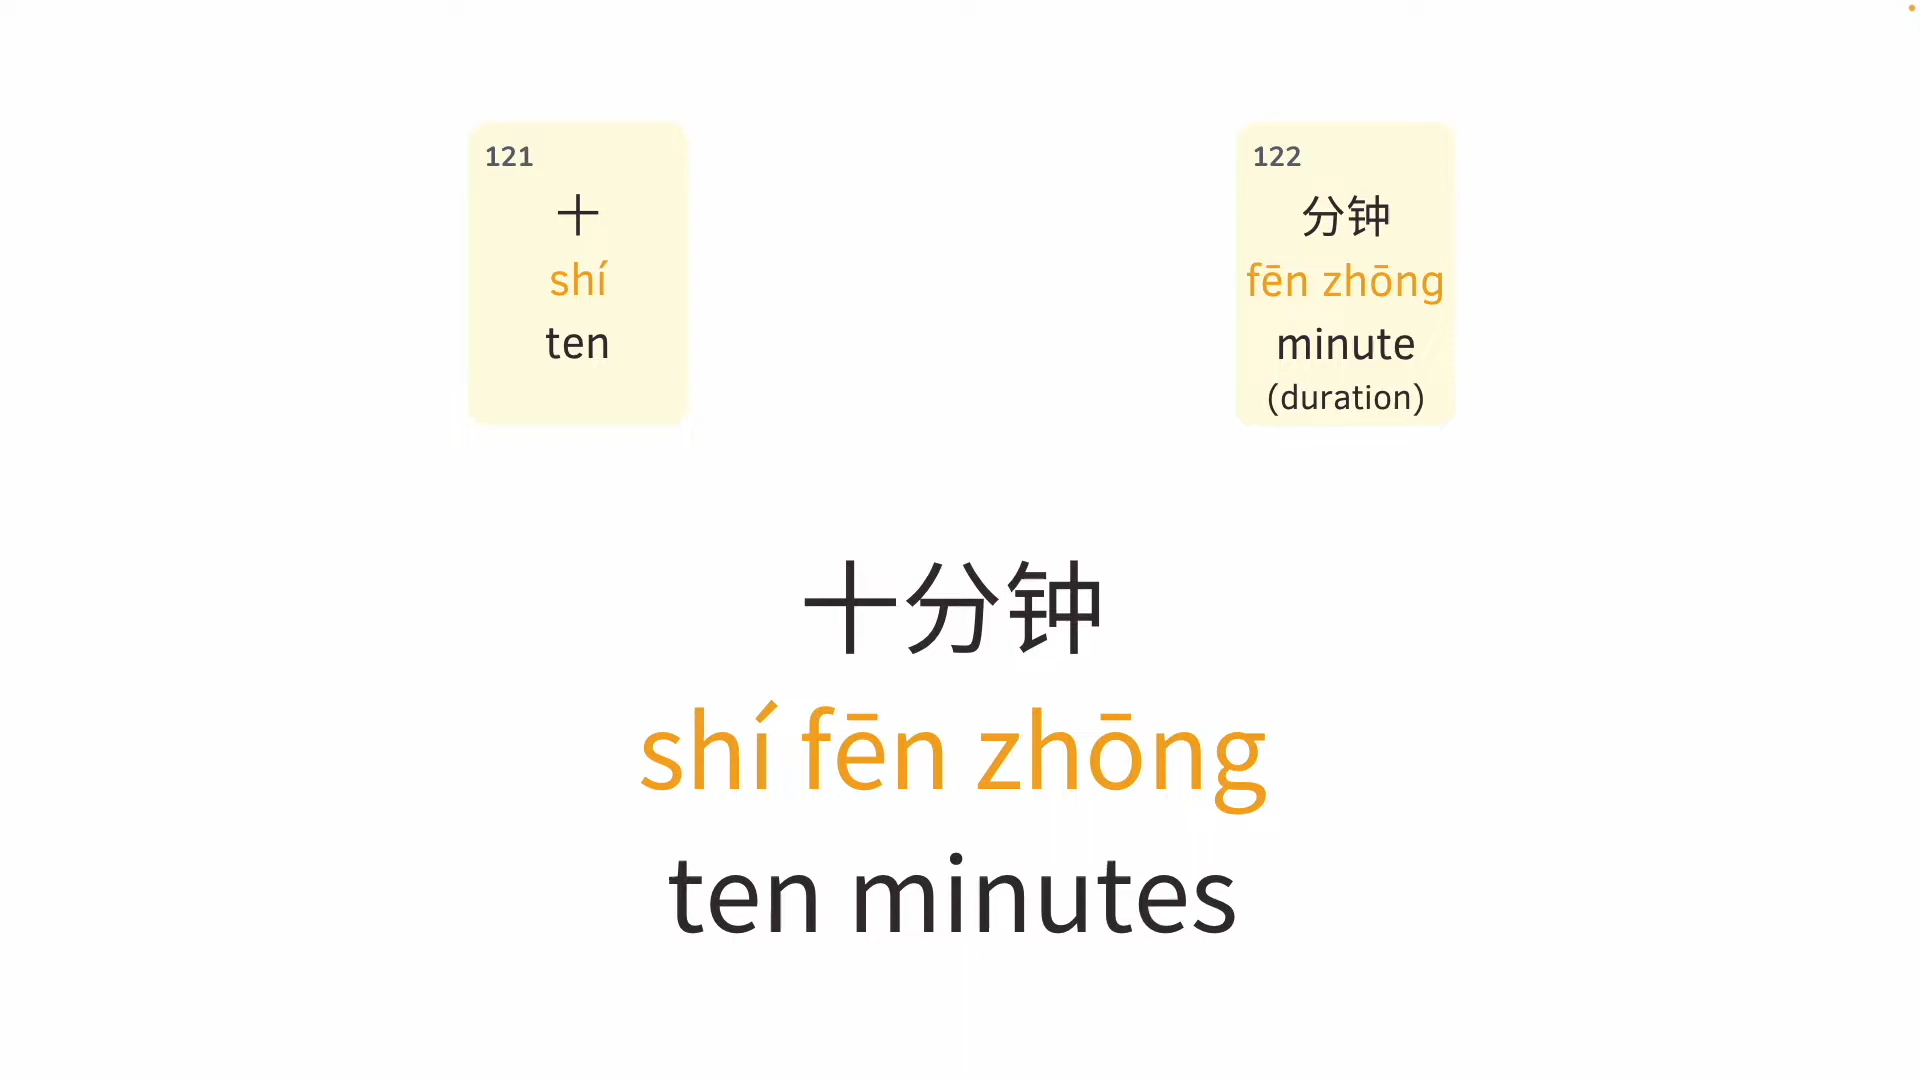 121
十
shí
ten
122
分钟
fēn zhōng
minute
(duration)
十分钟
shí fēn zhōng
ten minutes